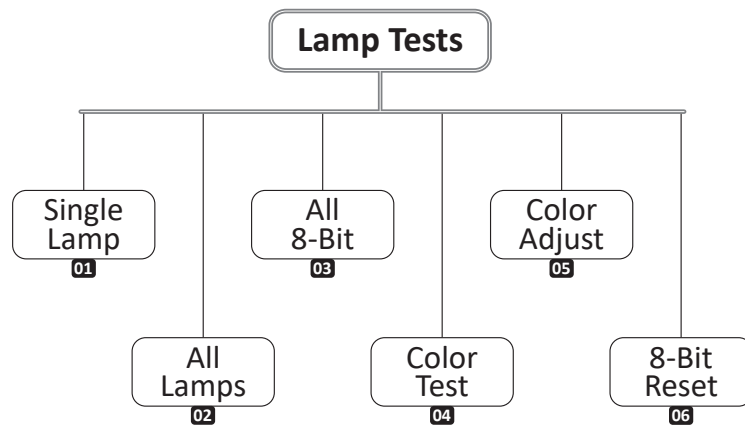 Lamp Tests
Single
Lamp
01
All
Lamps
02
All
8-Bit
03
Color
Test
04
Color
Adjust
05
8-Bit
Reset
06